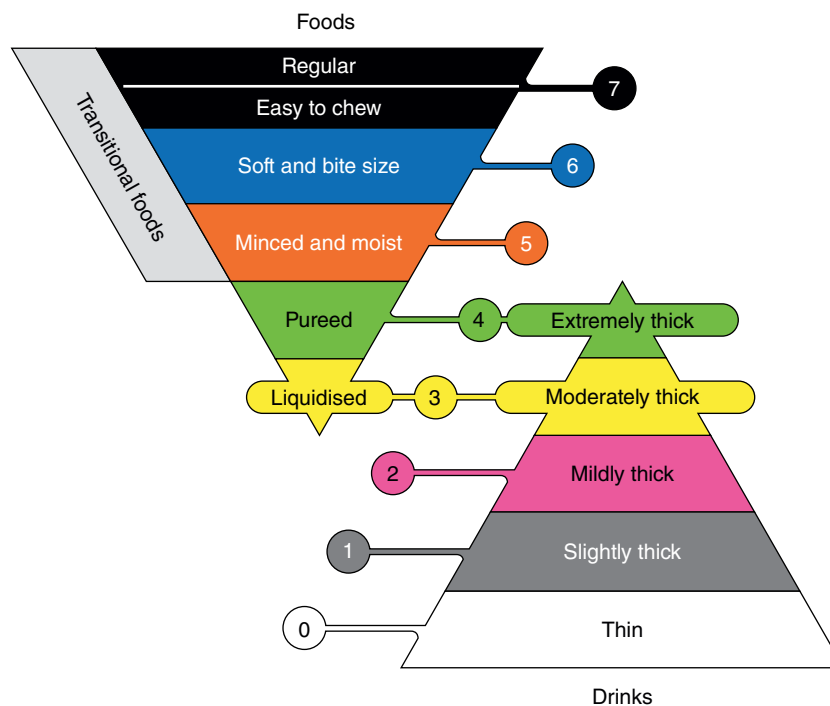 Foods
Regular
7
Easy to chew
Transitional foods
Soft and bite size
6
Minced and moist
5
Pureed
4
Extremely thick
Liquidised
3
Moderately thick
2
Mildly thick
1
Slightly thick
0
Thin
Drinks